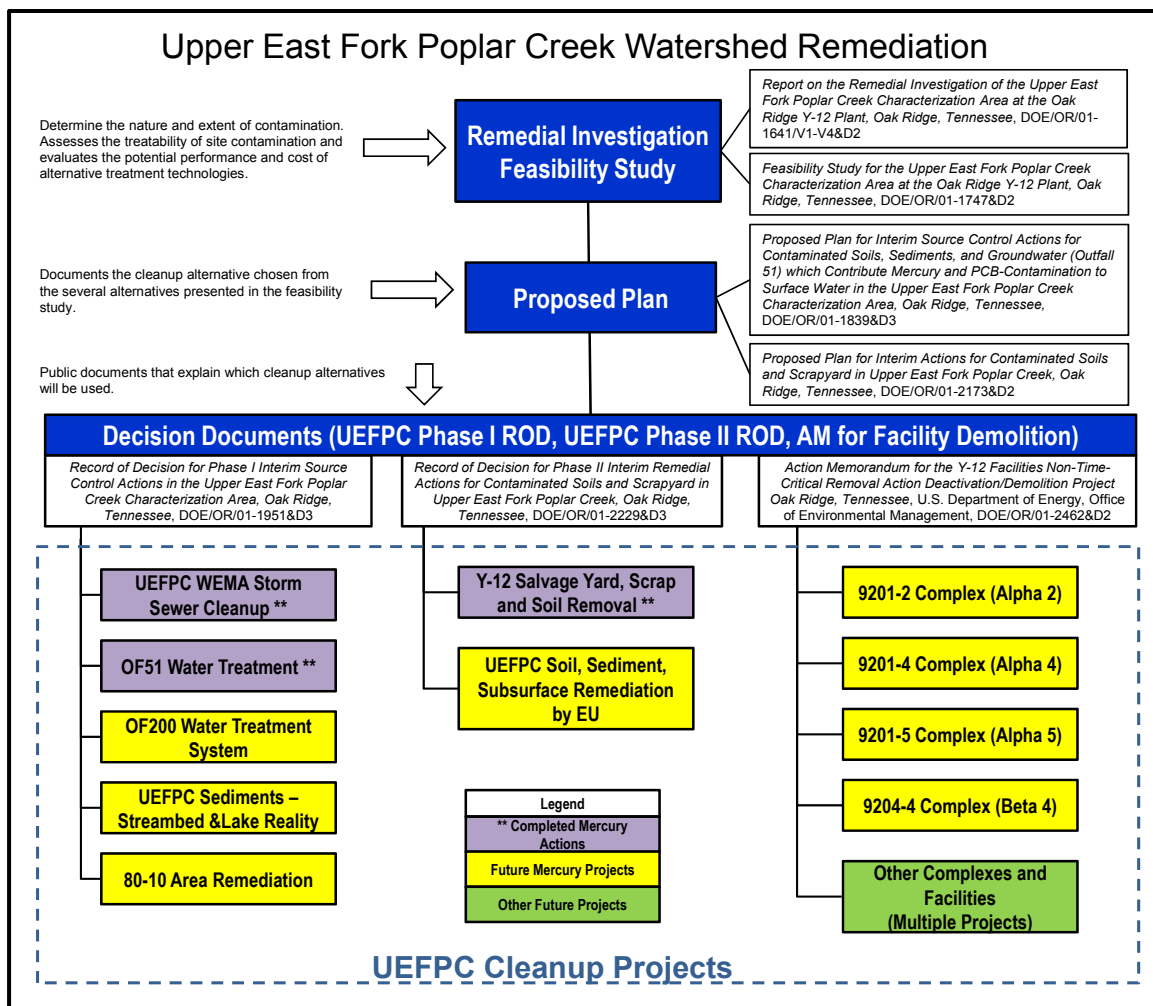 Upper East Fork Poplar Creek Watershed Remediation
Determine the nature and extent of contamination.
Assesses the treatability of site contamination and
evaluates the potential performance and cost of
alternative treatment technologies.
Remedial Investigation
Feasibility Study
Report on the Remedial Investigation of the Upper East
Fork Poplar Creek Characterization Area at the Oak
Ridge Y-12 Plant, Oak Ridge, Tennessee, DOE/OR/01-
1641/V1-V4&D2
Feasibility Study for the Upper East Fork Poplar Creek
Characterization Area at the Oak Ridge Y-12 Plant, Oak
Ridge, Tennessee, DOE/OR/01-1747&D2
Documents the cleanup alternative chosen from
the several alternatives presented in the feasibility
study.
Proposed Plan
Proposed Plan for Interim Source Control Actions for
Contaminated Soils, Sediments, and Groundwater (Outfall
51) which Contribute Mercury and PCB-Contamination to
Surface Water in the Upper East Fork Poplar Creek
Characterization Area, Oak Ridge, Tennessee,
DOE/OR/01-1839&D3
Proposed Plan for Interim Actions for Contaminated Soils
and Scrapyard in Upper East Fork Poplar Creek, Oak
Ridge, Tennessee, DOE/OR/01-2173&D2
Public documents that explain which cleanup alternatives
will be used.
Decision Documents (UEFPC Phase I ROD, UEFPC Phase II ROD, AM for Facility Demolition)
Record of Decision for Phase I Interim Source
Control Actions in the Upper East Fork Poplar
Creek Characterization Area, Oak Ridge,
Tennessee, DOE/OR/01-1951&D3
Record of Decision for Phase II Interim Remedial
Actions for Contaminated Soils and Scrapyard in
Upper East Fork Poplar Creek, Oak Ridge,
Tennessee, DOE/OR/01-2229&D3
Action Memorandum for the Y-12 Facilities Non-Time-
Critical Removal Action Deactivation/Demolition Project
Oak Ridge, Tennessee, U.S. Department of Energy, Office
of Environmental Management, DOE/OR/01-2462&D2
UEFPC WEMA Storm
Sewer Cleanup **
OF51 Water Treatment **
OF200 Water Treatment
System
UEFPC Sediments –
Streambed &Lake Reality
80-10 Area Remediation
Y-12 Salvage Yard, Scrap
and Soil Removal **
UEFPC Soil, Sediment,
Subsurface Remediation
by EU
Legend
** Completed Mercury
Actions
Future Mercury Projects
Other Future Projects
9201-2 Complex (Alpha 2)
9201-4 Complex (Alpha 4)
9201-5 Complex (Alpha 5)
9204-4 Complex (Beta 4)
Other Complexes and
Facilities
(Multiple Projects)
UEFPC Cleanup Projects